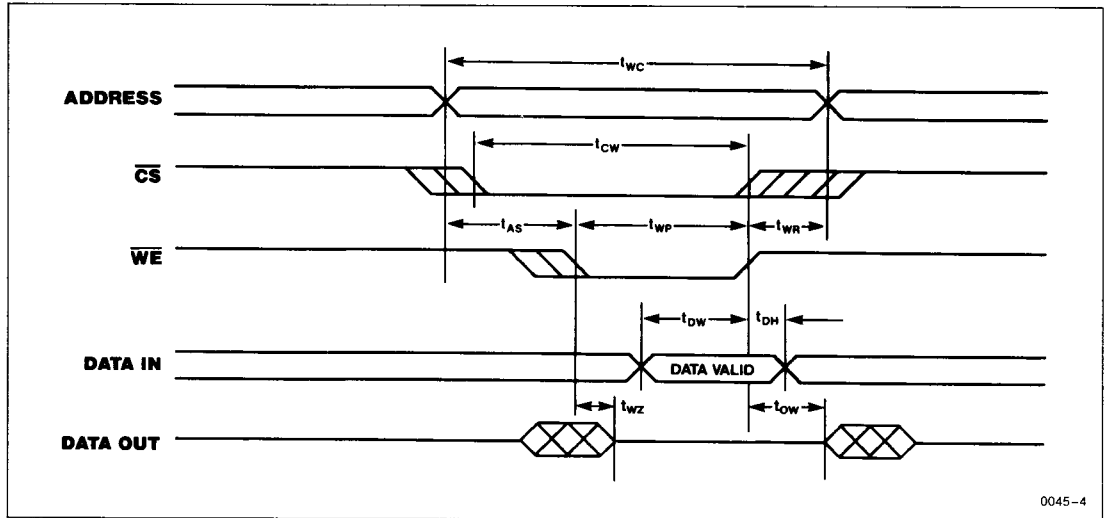 tWC
ADDRESS
tCW
CS
tAS
tWP
tWR
WE
tDW
tDH
DATA IN
DATA VALID
tWZ
tOW
DATA OUT
0045-4